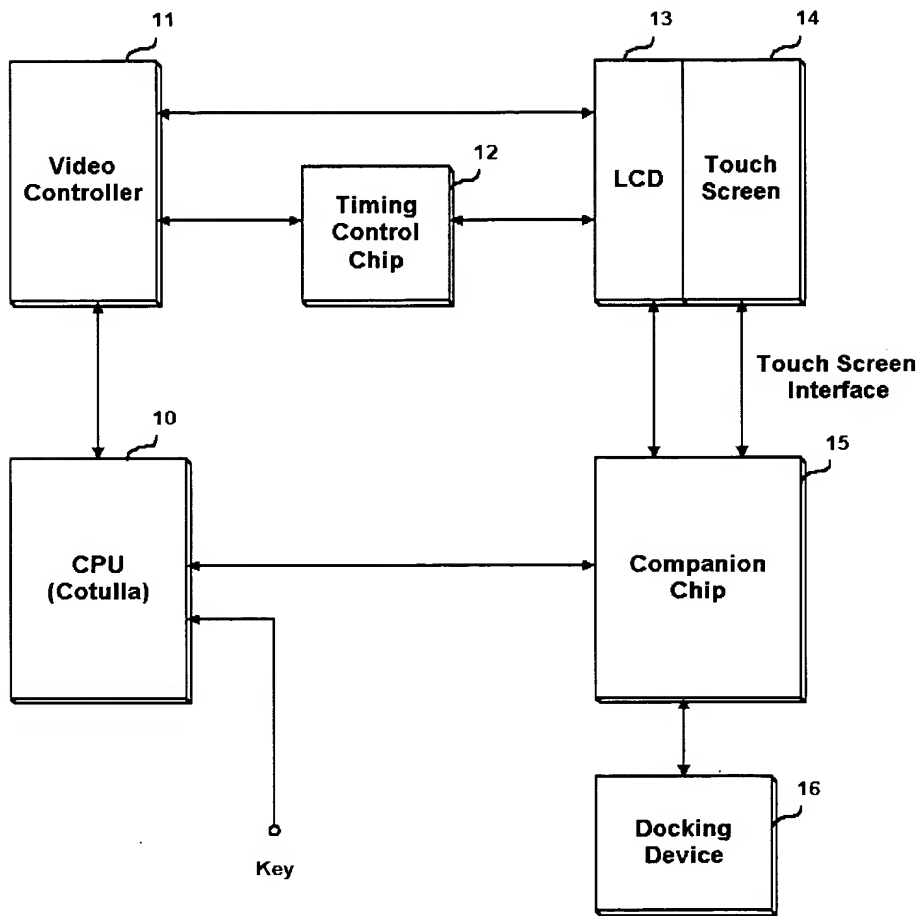 11
13
14
Video
Controller
12
Timing
Control
Chip
LCD
Touch
Screen
Touch Screen
Interface
10
15
CPU
(Cotulla)
Companion
Chip
16
Docking
Device
Key